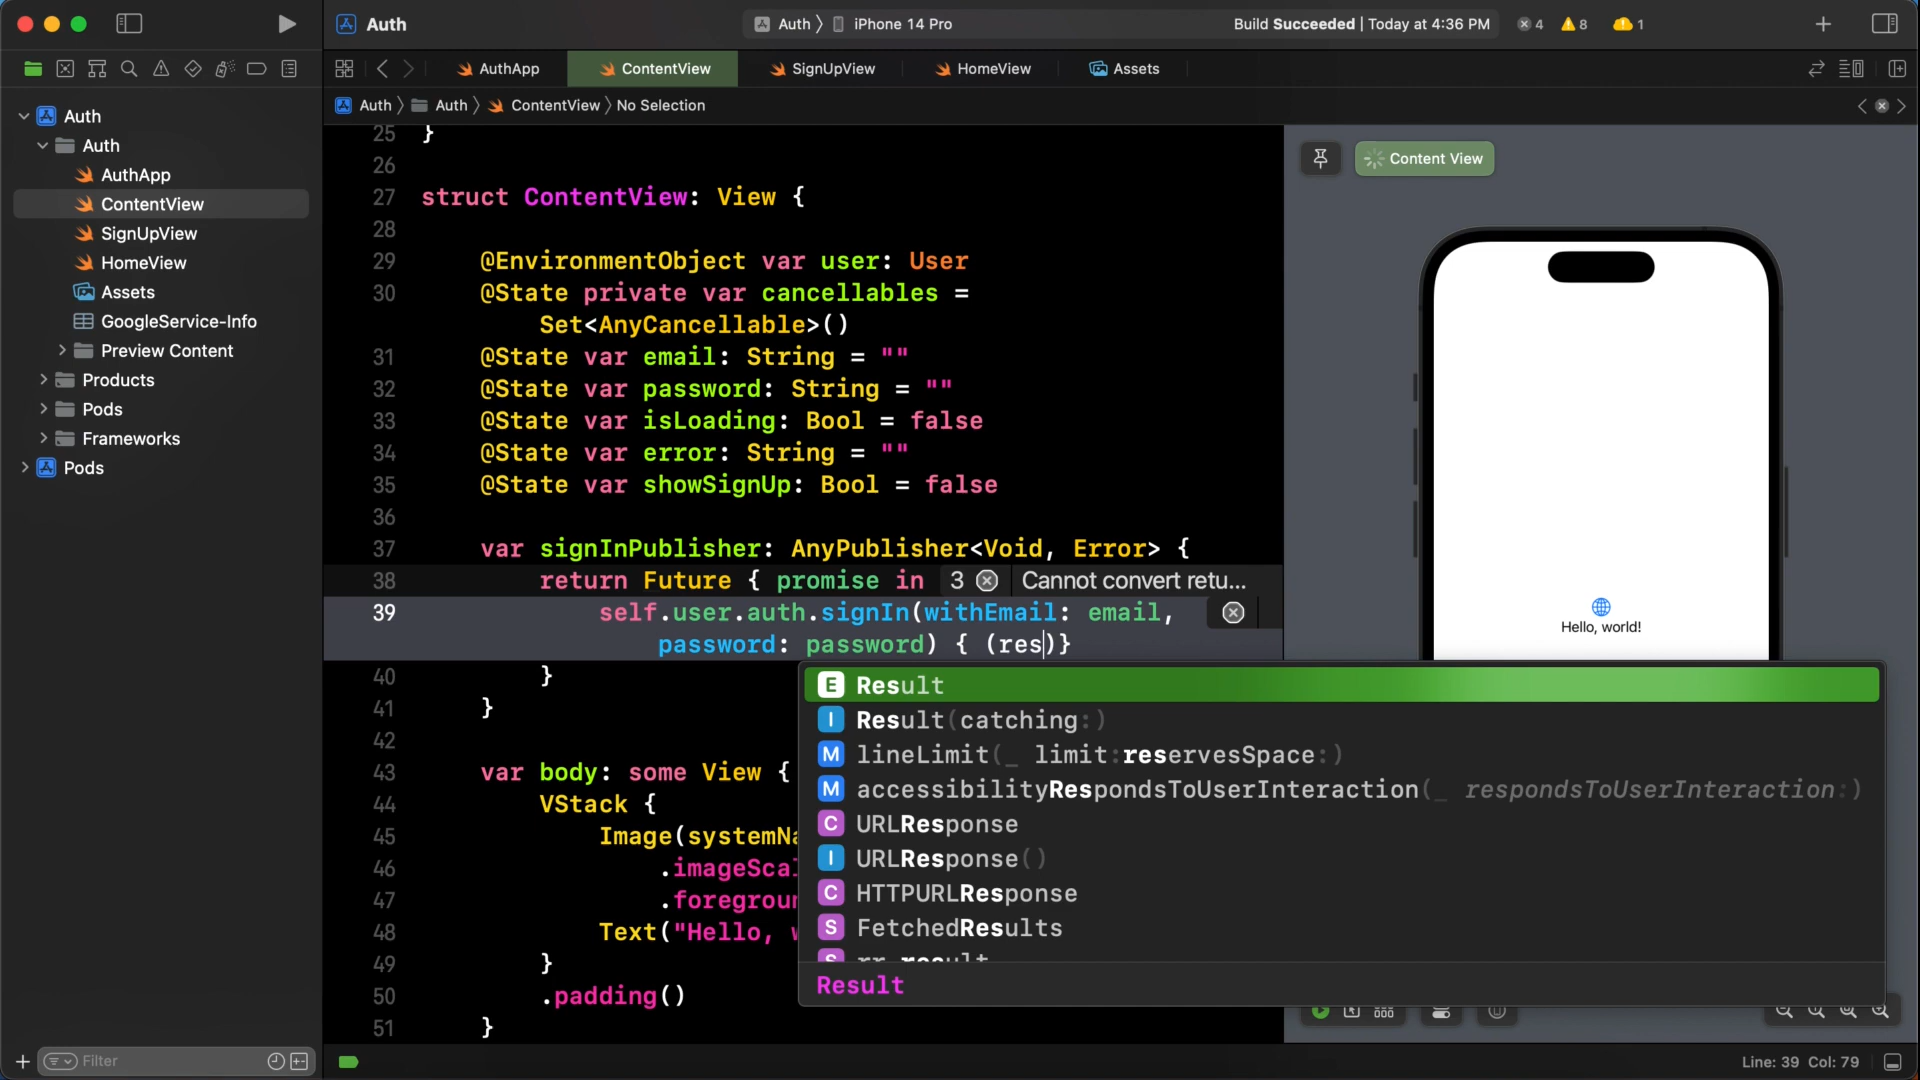 Auth
Auth 〉 iPhone 14 Pro
Build Succeeded | Today at 4:36 PM
4
8
1
AuthApp
ContentView
SignUpView
HomeView
Assets
Auth 〉 Auth 〉 ContentView 〉 No Selection
Auth
Auth
AuthApp
ContentView
SignUpView
HomeView
Assets
GoogleService-Info
Preview Content
Products
Pods
Frameworks
Pods
Filter
25 }
26
27 struct ContentView: View {
28
29 @EnvironmentObject var user: User
30 @State private var cancellables =
Set<AnyCancellable>()
31 @State var email: String = ""
32 @State var password: String = ""
33 @State var isLoading: Bool = false
34 @State var error: String = ""
35 @State var showSignUp: Bool = false
36
37 var signInPublisher: AnyPublisher<Void, Error> {
38 return Future { promise in 3 Cannot convert retu...
39 self.user.auth.signIn(withEmail: email,
password: password) { (res)}
40 }
41 }
42
43 var body: some View {
44 VStack {
45 Image(systemNa
46 .imageScal
47 .foregroun
48 Text("Hello, w
49 }
50 .padding()
51 }
E Result
I Result(catching:)
M lineLimit(_ limit:reservesSpace:)
M accessibilityRespondsToUserInteraction(_ respondsToUserInteraction:)
C URLResponse
I URLResponse()
C HTTPURLResponse
S FetchedResults
Result
Content View
Hello, world!
Line: 39 Col: 79